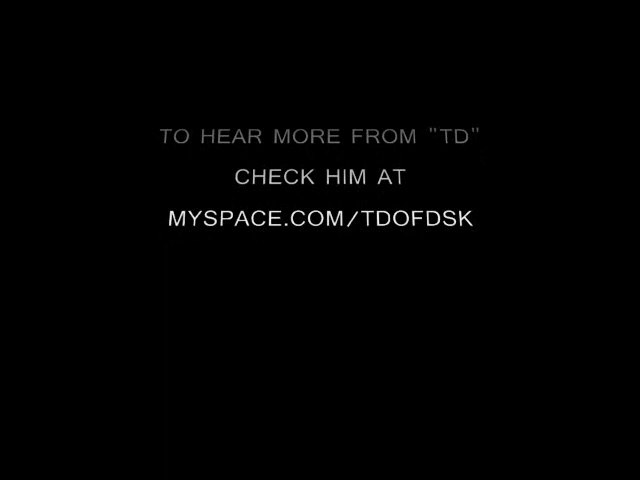 TO HEAR MORE FROM "TD"
CHECK HIM AT
MYSPACE.COM/TDOFDSK